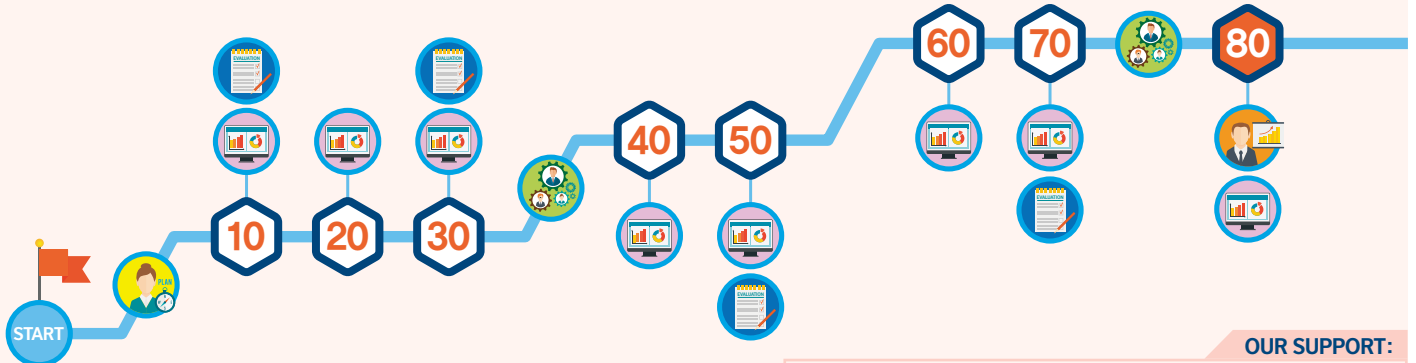 START
PLAN
EVALUATION
10
20
EVALUATION
30
40
50
EVALUATION
60
70
EVALUATION
80
OUR SUPPORT: